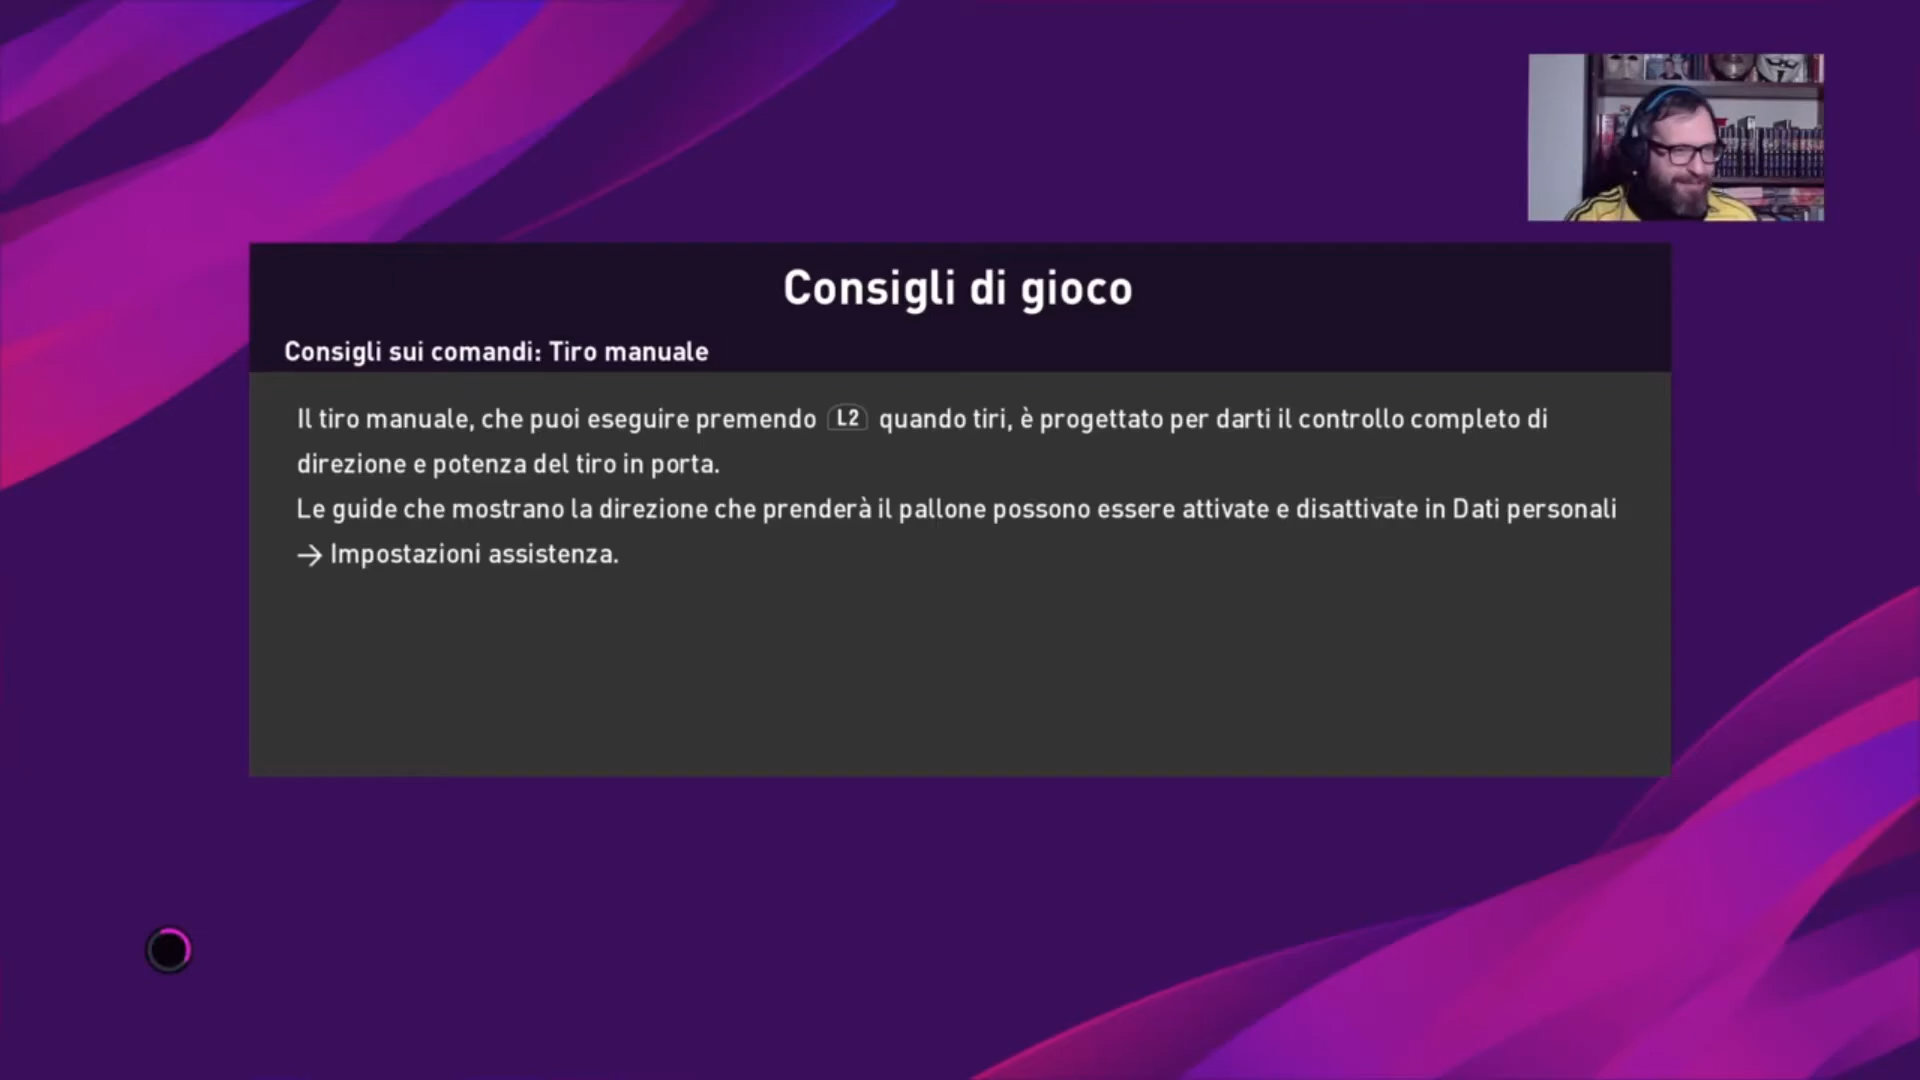 Consigli di gioco
Consigli sui comandi: Tiro manuale
Il tiro manuale, che puoi eseguire premendo L2 quando tiri, è progettato per darti il controllo completo di
direzione e potenza del tiro in porta.
Le guide che mostrano la direzione che prenderà il pallone possono essere attivate e disattivate in Dati personali
→ Impostazioni assistenza.